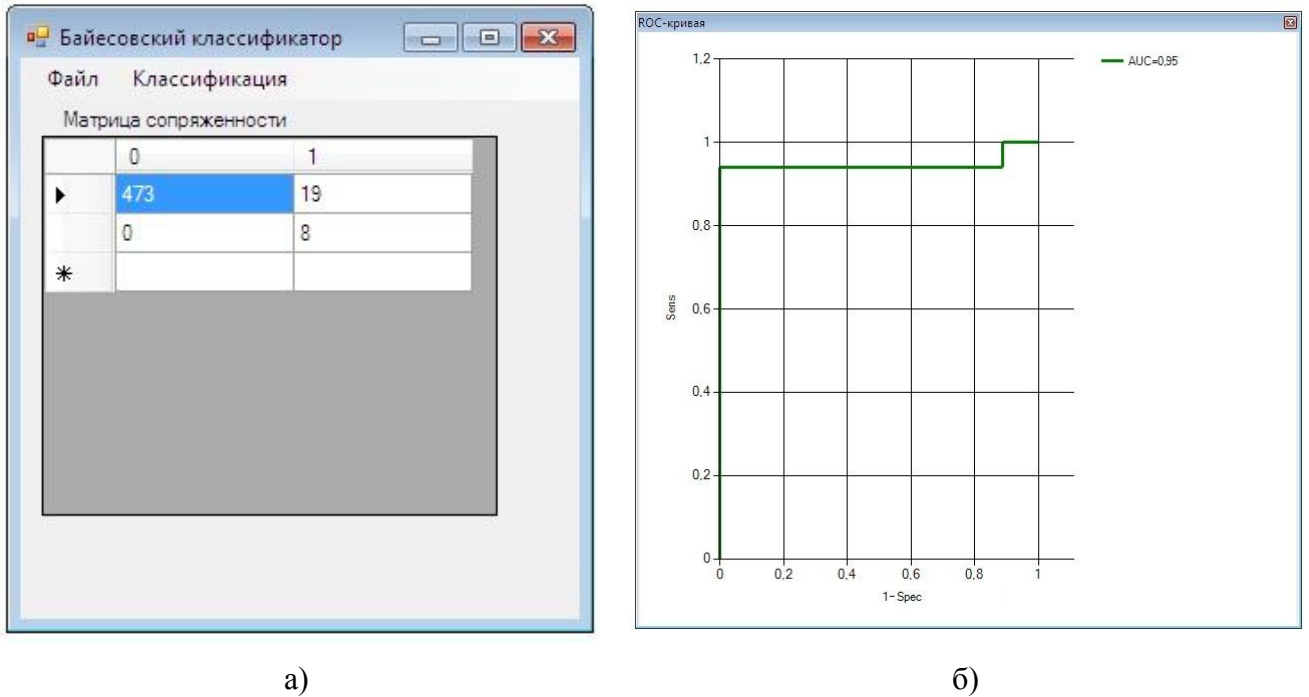 Байесовский классификатор
Файл Классификация
Матрица сопряженности
0 1
473 19
0 8
а)
ROC-кривая
1,2
1
0,8
0,6
0,4
0,2
0
Sens
0 0,2 0,4 0,6 0,8 1
1-Spec
AUC=0,95
б)